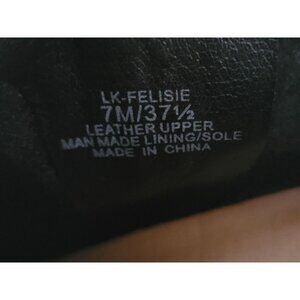 LK-FELISIE
7M/37½
LEATHER UPPER
MAN MADE LINING/SOLE
MADE IN CHINA